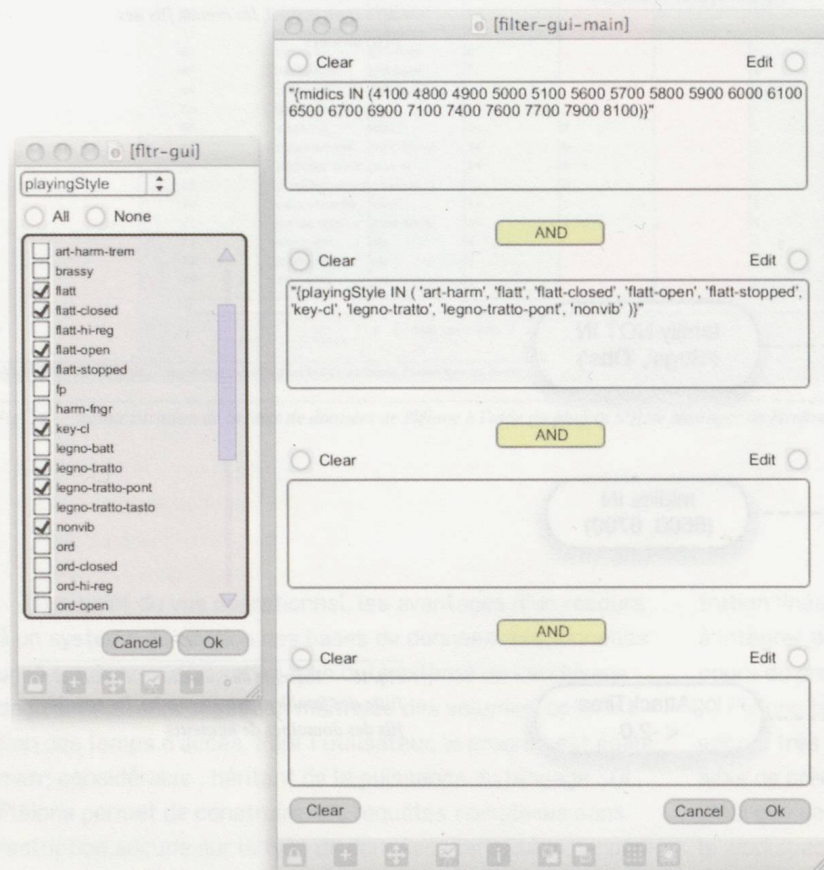 [fltr-gui]
playingStyle
All None
art-harm-trem
brassy
flatt
flatt-closed
flatt-hi-reg
flatt-open
flatt-stopped
fp
harm-fngr
key-cl
legno-batt
legno-tratto
legno-tratto-pont
legno-tratto-tasto
nonvib
ord
ord-closed
ord-hi-reg
ord-open
Cancel Ok
[filter-gui-main]
Clear Edit
"{midics IN (4100 4800 4900 5000 5100 5600 5700 5800 5900 6000 6100
6500 6700 6900 7100 7400 7600 7700 7900 8100)}"
AND
Clear Edit
"{playingStyle IN ( 'art-harm', 'flatt', 'flatt-closed', 'flatt-open', 'flatt-stopped',
'key-cl', 'legno-tratto', 'legno-tratto-pont', 'nonvib' )}"
AND
Clear Edit
AND
Clear Edit
Clear Cancel Ok